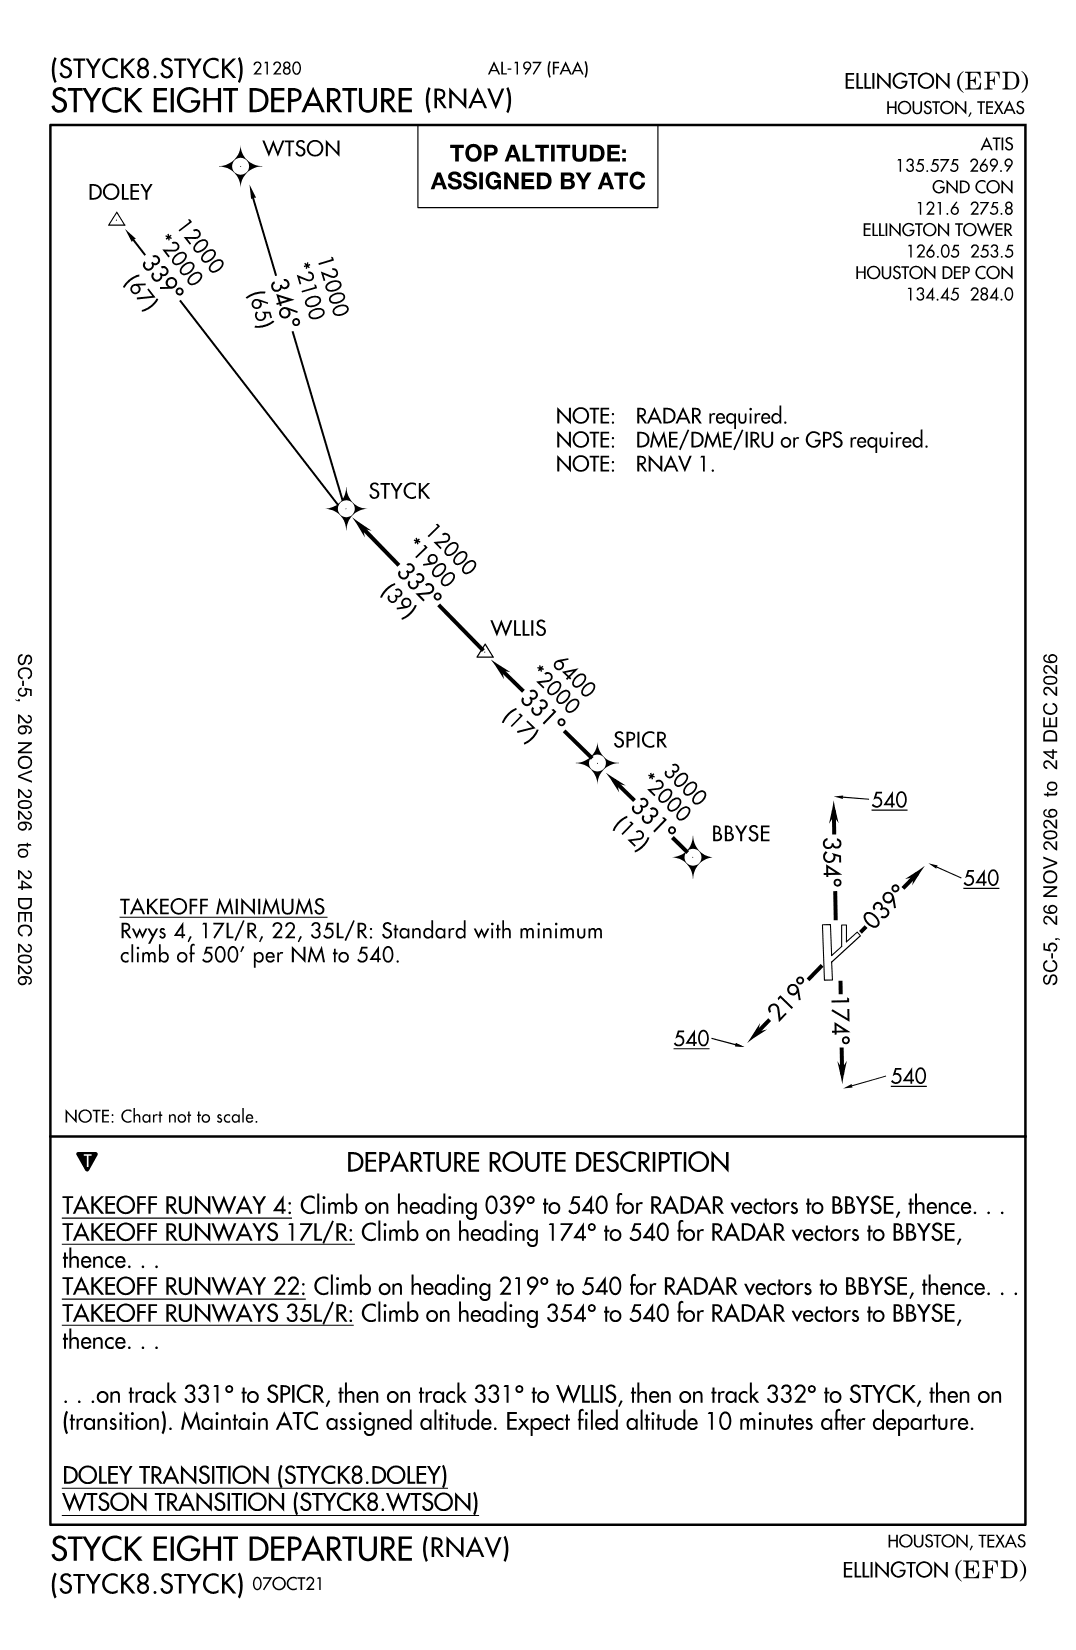 (STYCK8.STYCK) 21280
AL-197 (FAA)
STYCK EIGHT DEPARTURE (RNAV)
ELLINGTON (EFD)
HOUSTON, TEXAS
TOP ALTITUDE:
ASSIGNED BY ATC
ATIS
135.575 269.9
GND CON
121.6 275.8
ELLINGTON TOWER
126.05 253.5
HOUSTON DEP CON
134.45 284.0
WTSON
DOLEY
12000
*2000
339°
(67)
12000
*2100
346°
(65)
NOTE: RADAR required.
NOTE: DME/DME/IRU or GPS required.
NOTE: RNAV 1.
STYCK
12000
*1900
332°
(39)
WLLIS
6400
*2000
331°
(17)
SPICR
3000
*2000
331°
(12)
BBYSE
540
354°
540
039°
219°
540
174°
540
TAKEOFF MINIMUMS
Rwys 4, 17L/R, 22, 35L/R: Standard with minimum
climb of 500’ per NM to 540.
SC-5, 26 NOV 2026 to 24 DEC 2026
SC-5, 26 NOV 2026 to 24 DEC 2026
NOTE: Chart not to scale.
T
DEPARTURE ROUTE DESCRIPTION
TAKEOFF RUNWAY 4: Climb on heading 039° to 540 for RADAR vectors to BBYSE, thence. . .
TAKEOFF RUNWAYS 17L/R: Climb on heading 174° to 540 for RADAR vectors to BBYSE,
thence. . .
TAKEOFF RUNWAY 22: Climb on heading 219° to 540 for RADAR vectors to BBYSE, thence. . .
TAKEOFF RUNWAYS 35L/R: Climb on heading 354° to 540 for RADAR vectors to BBYSE,
thence. . .
. . .on track 331° to SPICR, then on track 331° to WLLIS, then on track 332° to STYCK, then on
(transition). Maintain ATC assigned altitude. Expect filed altitude 10 minutes after departure.
DOLEY TRANSITION (STYCK8.DOLEY)
WTSON TRANSITION (STYCK8.WTSON)
STYCK EIGHT DEPARTURE (RNAV)
(STYCK8.STYCK) 07OCT21
HOUSTON, TEXAS
ELLINGTON (EFD)